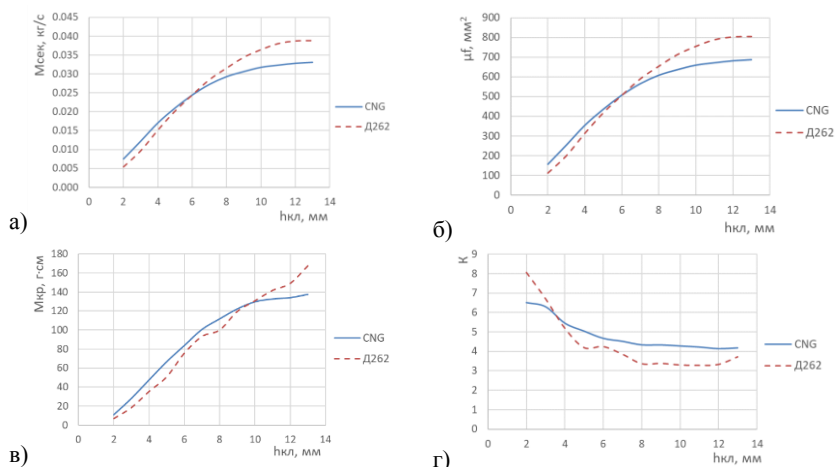 Mсек, кг/с
0.045
0.040
0.035
0.030
0.025
0.020
0.015
0.010
0.005
0.000
0 2 4 6 8 10 12 14
hкл, мм
CNG
Д262
а)
μf, мм²
900
800
700
600
500
400
300
200
100
0
0 2 4 6 8 10 12 14
hкл, мм
CNG
Д262
б)
Mкр, г·см
180
160
140
120
100
80
60
40
20
0
0 2 4 6 8 10 12 14
hкл, мм
CNG
Д262
в)
К
9
8
7
6
5
4
3
2
1
0
0 2 4 6 8 10 12 14
hкл, мм
CNG
Д262
г)